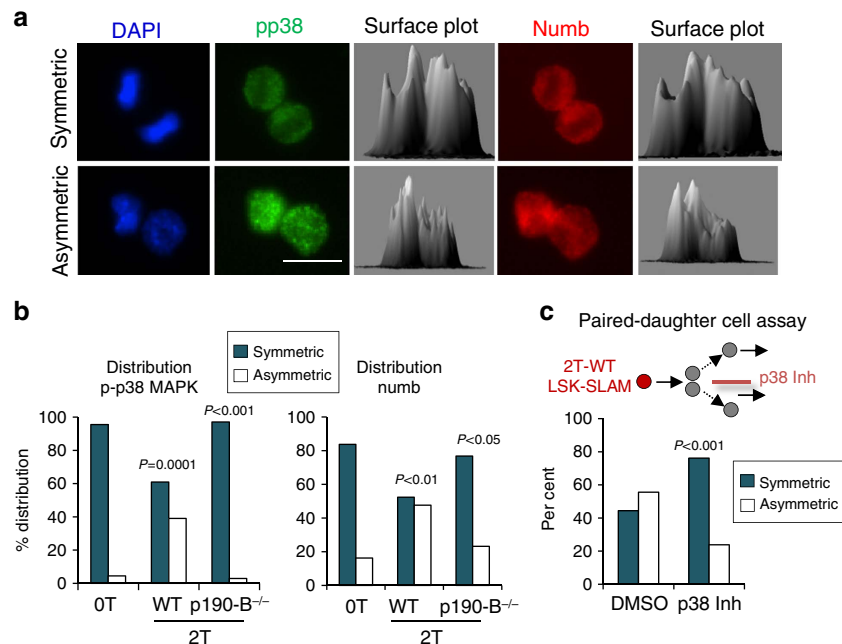 a
DAPI
pp38
Surface plot
Numb
Surface plot
Symmetric
Asymmetric
b
Symmetric
Asymmetric
Distribution
p-p38 MAPK
% distribution
100
80
60
40
20
0
P=0.0001
P<0.001
0T
WT
p190-B–/–
2T
Distribution
numb
100
80
60
40
20
0
P<0.01
P<0.05
0T
WT
p190-B–/–
2T
c
Paired-daughter cell assay
2T-WT
LSK-SLAM
p38 Inh
Per cent
100
80
60
40
20
0
P<0.001
DMSO
p38 Inh
Symmetric
Asymmetric